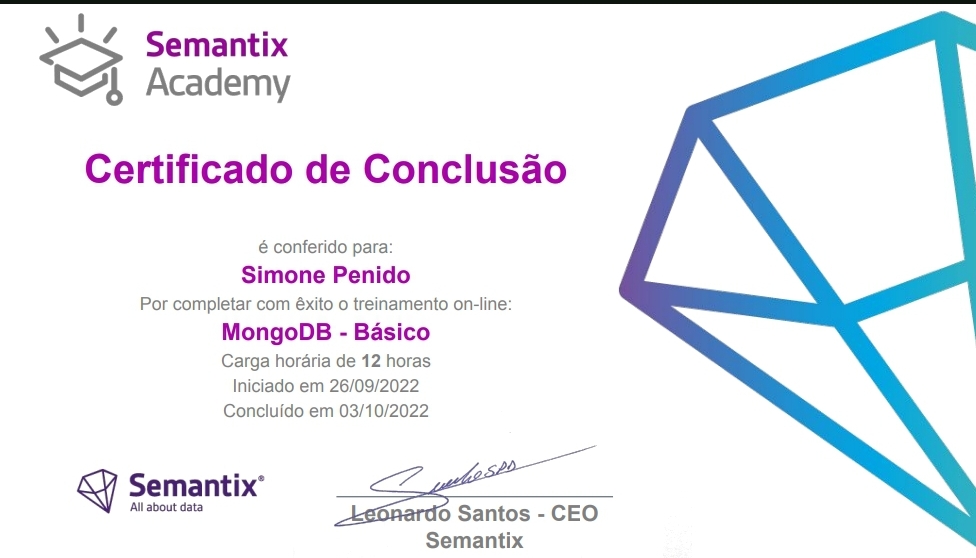 Semantix
Academy
Certificado de Conclusão
é conferido para:
Simone Penido
Por completar com êxito o treinamento on-line:
MongoDB - Básico
Carga horária de 12 horas
Iniciado em 26/09/2022
Concluído em 03/10/2022
Semantix®
All about data
Leonardo Santos - CEO
Semantix